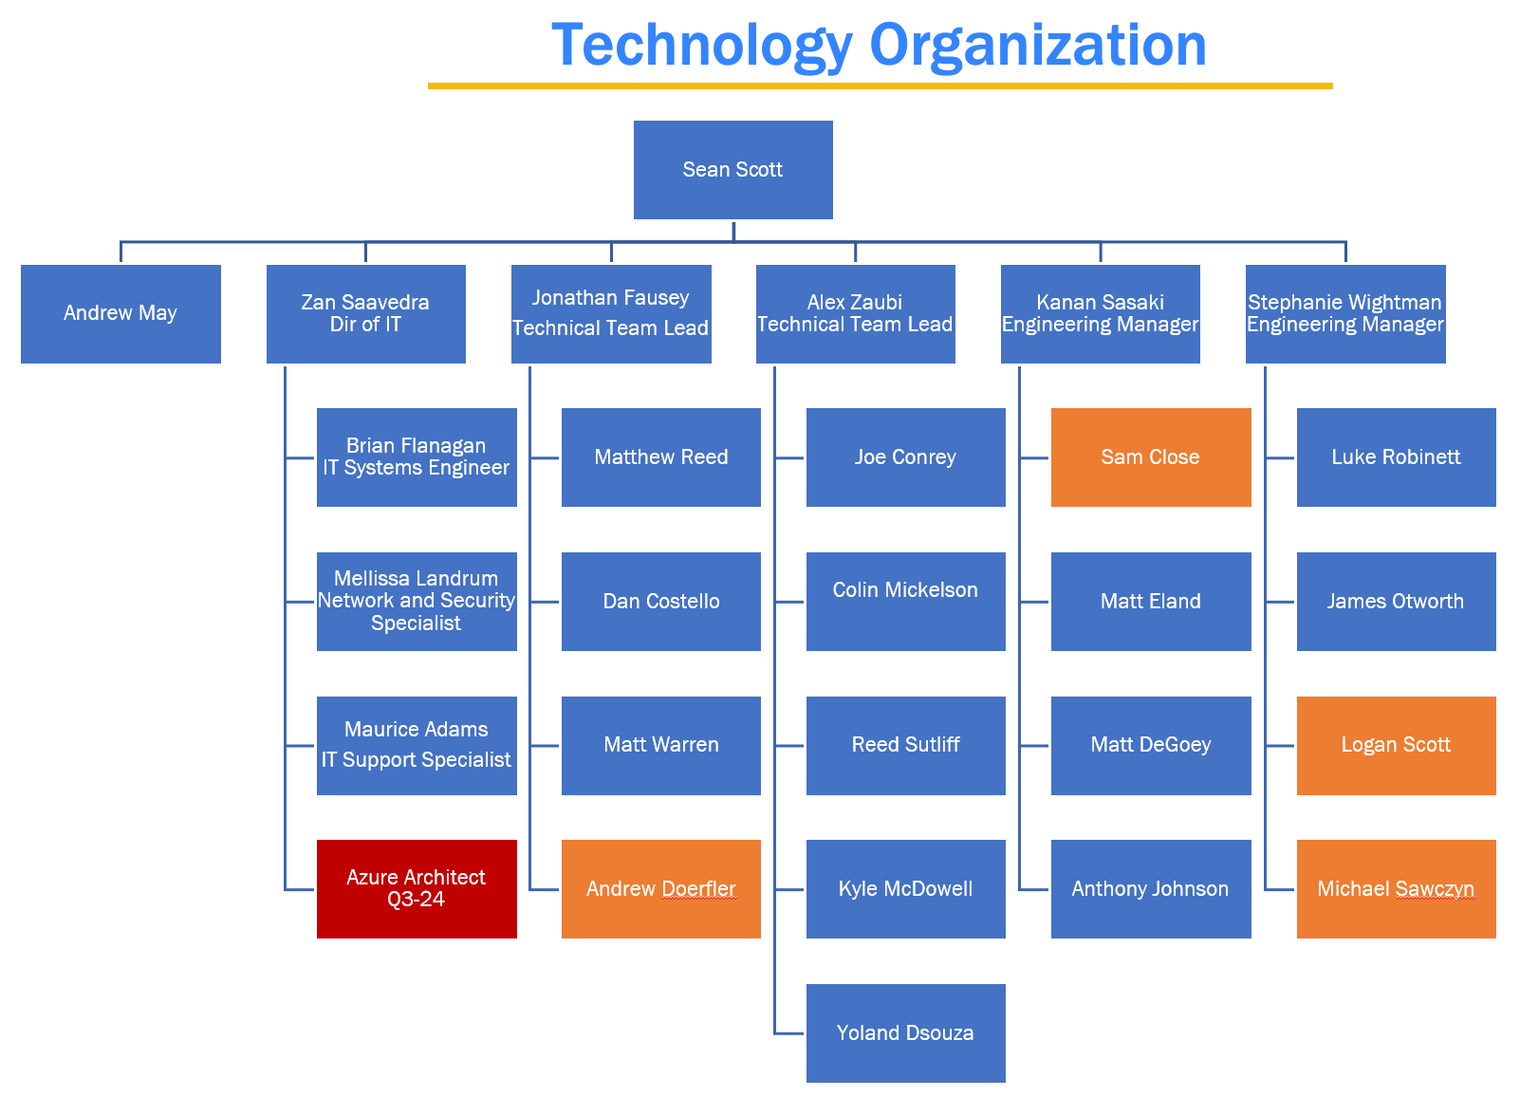 Technology Organization
Sean Scott
Andrew May
Zan Saavedra
Dir of IT
Jonathan Fausey
Technical Team Lead
Alex Zaubi
Technical Team Lead
Kanan Sasaki
Engineering Manager
Stephanie Wightman
Engineering Manager
Brian Flanagan
IT Systems Engineer
Matthew Reed
Joe Conrey
Sam Close
Luke Robinett
Mellissa Landrum
Network and Security
Specialist
Dan Costello
Colin Mickelson
Matt Eland
James Otworth
Maurice Adams
IT Support Specialist
Matt Warren
Reed Sutliff
Matt DeGoey
Logan Scott
Azure Architect
Q3-24
Andrew Doerfler
Kyle McDowell
Anthony Johnson
Michael Sawczyn
Yoland Dsouza